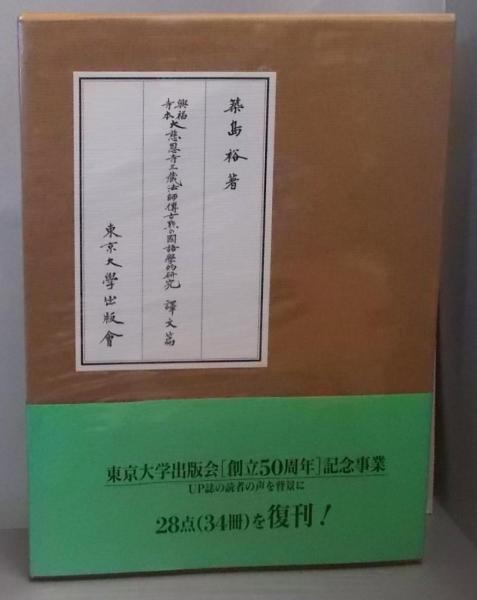 築島裕著
興福寺本大慈恩寺三蔵法師傳古點の國語學的研究 譯文篇
東京大學出版會
東京大学出版会[創立50周年]記念事業
UP誌の読者の声を背景に
28点(34冊)を復刊!